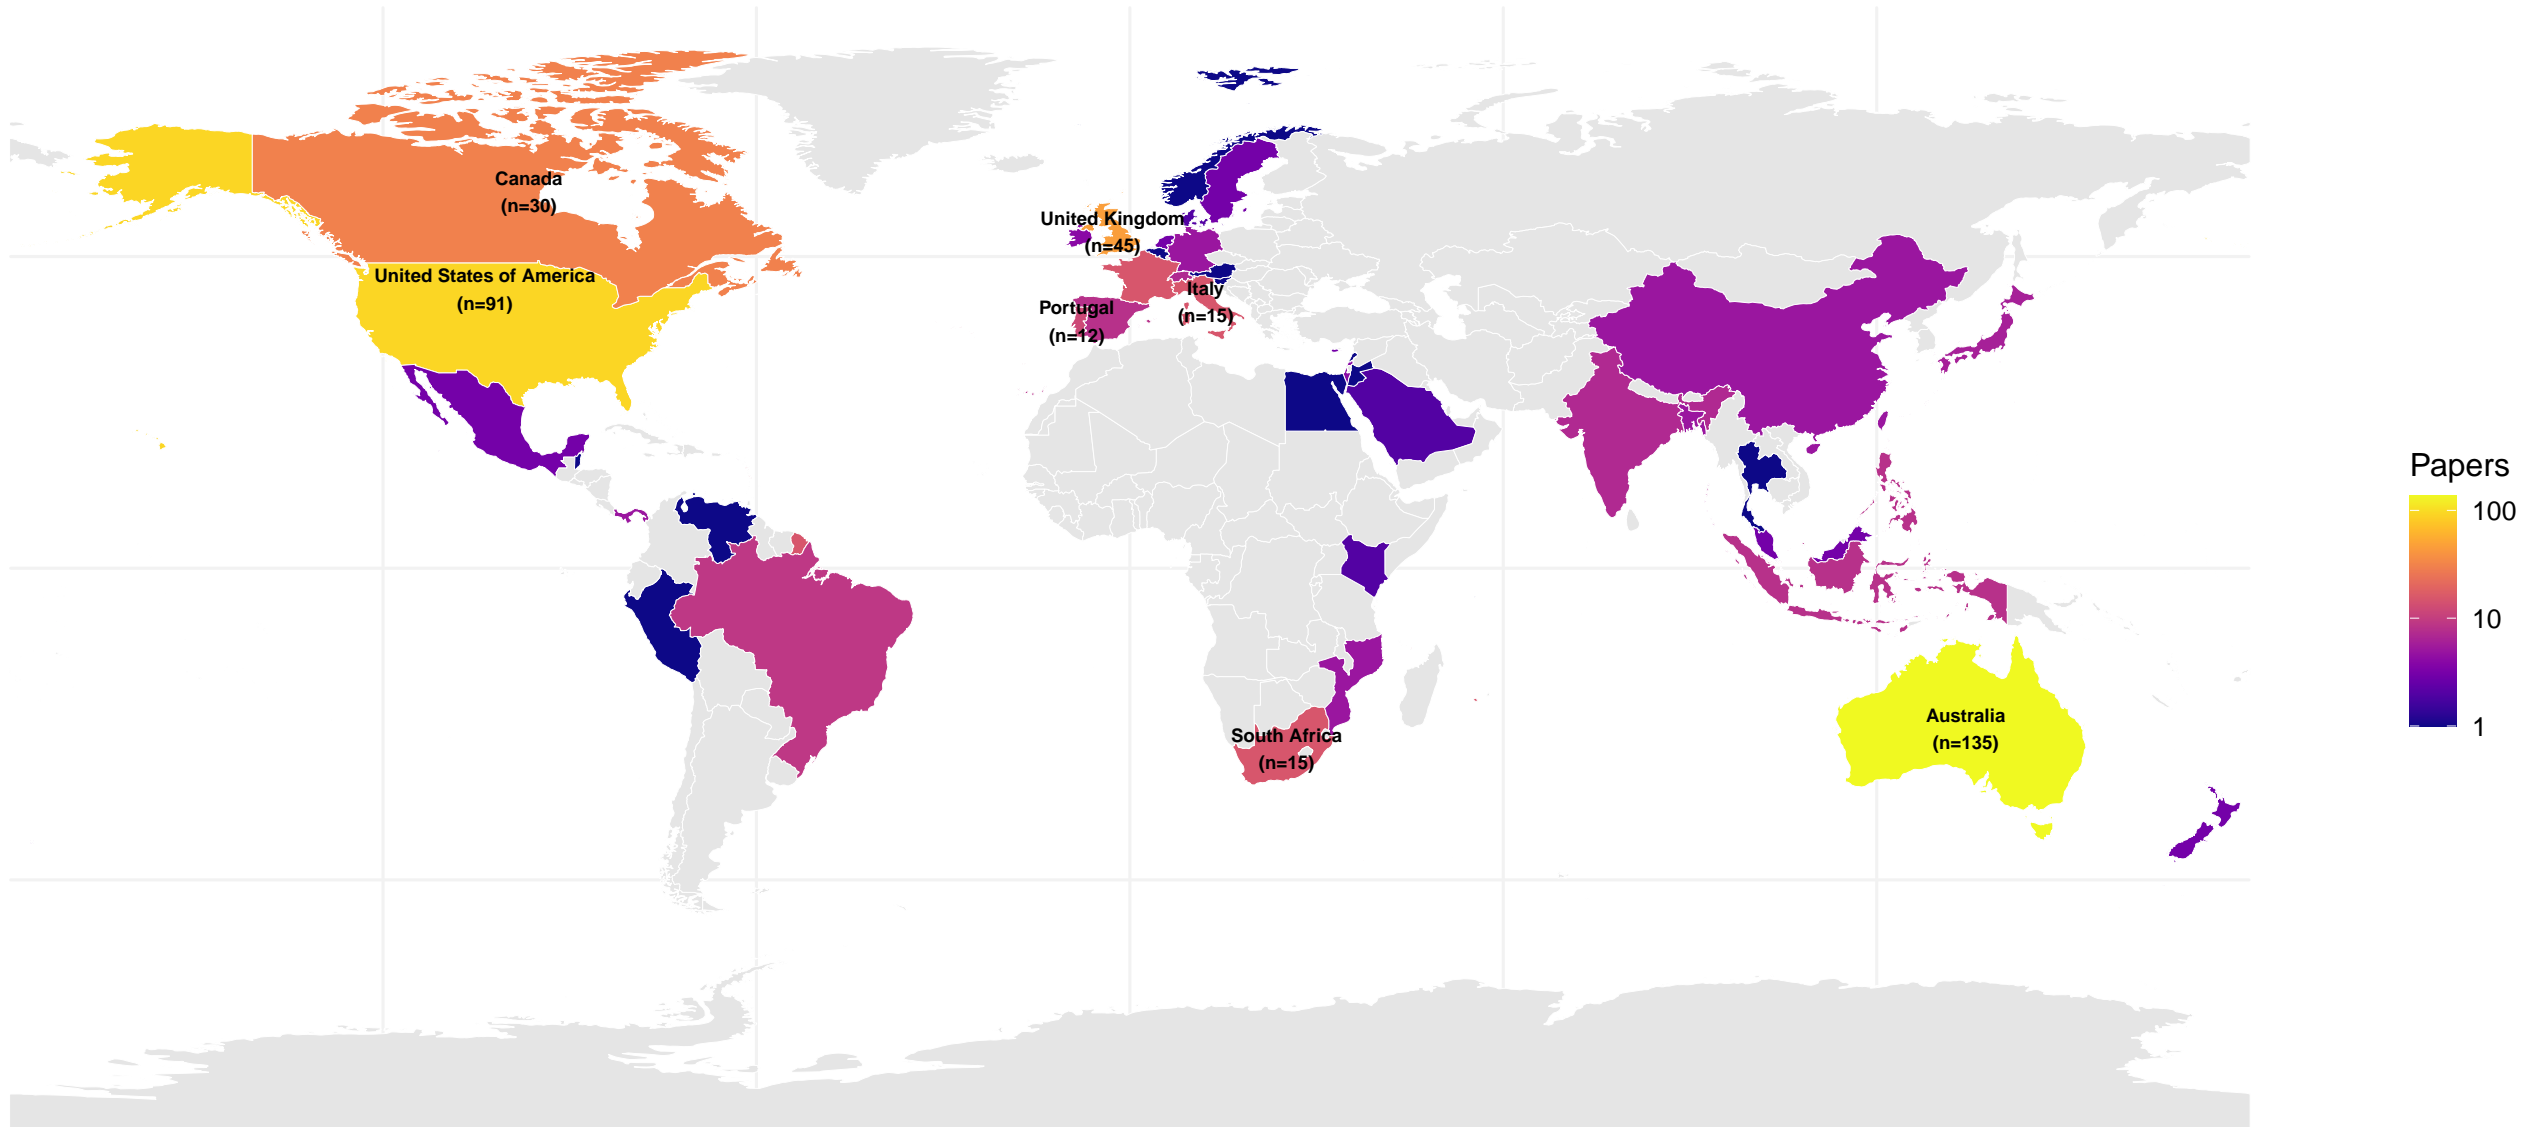 Canada
(n=30)
United Kingdom
(n=45)
United States of America
(n=91)
Italy
(n=15)
Portugal
(n=12)
Papers
100
10
1
Australia
(n=135)
South Africa
(n=15)